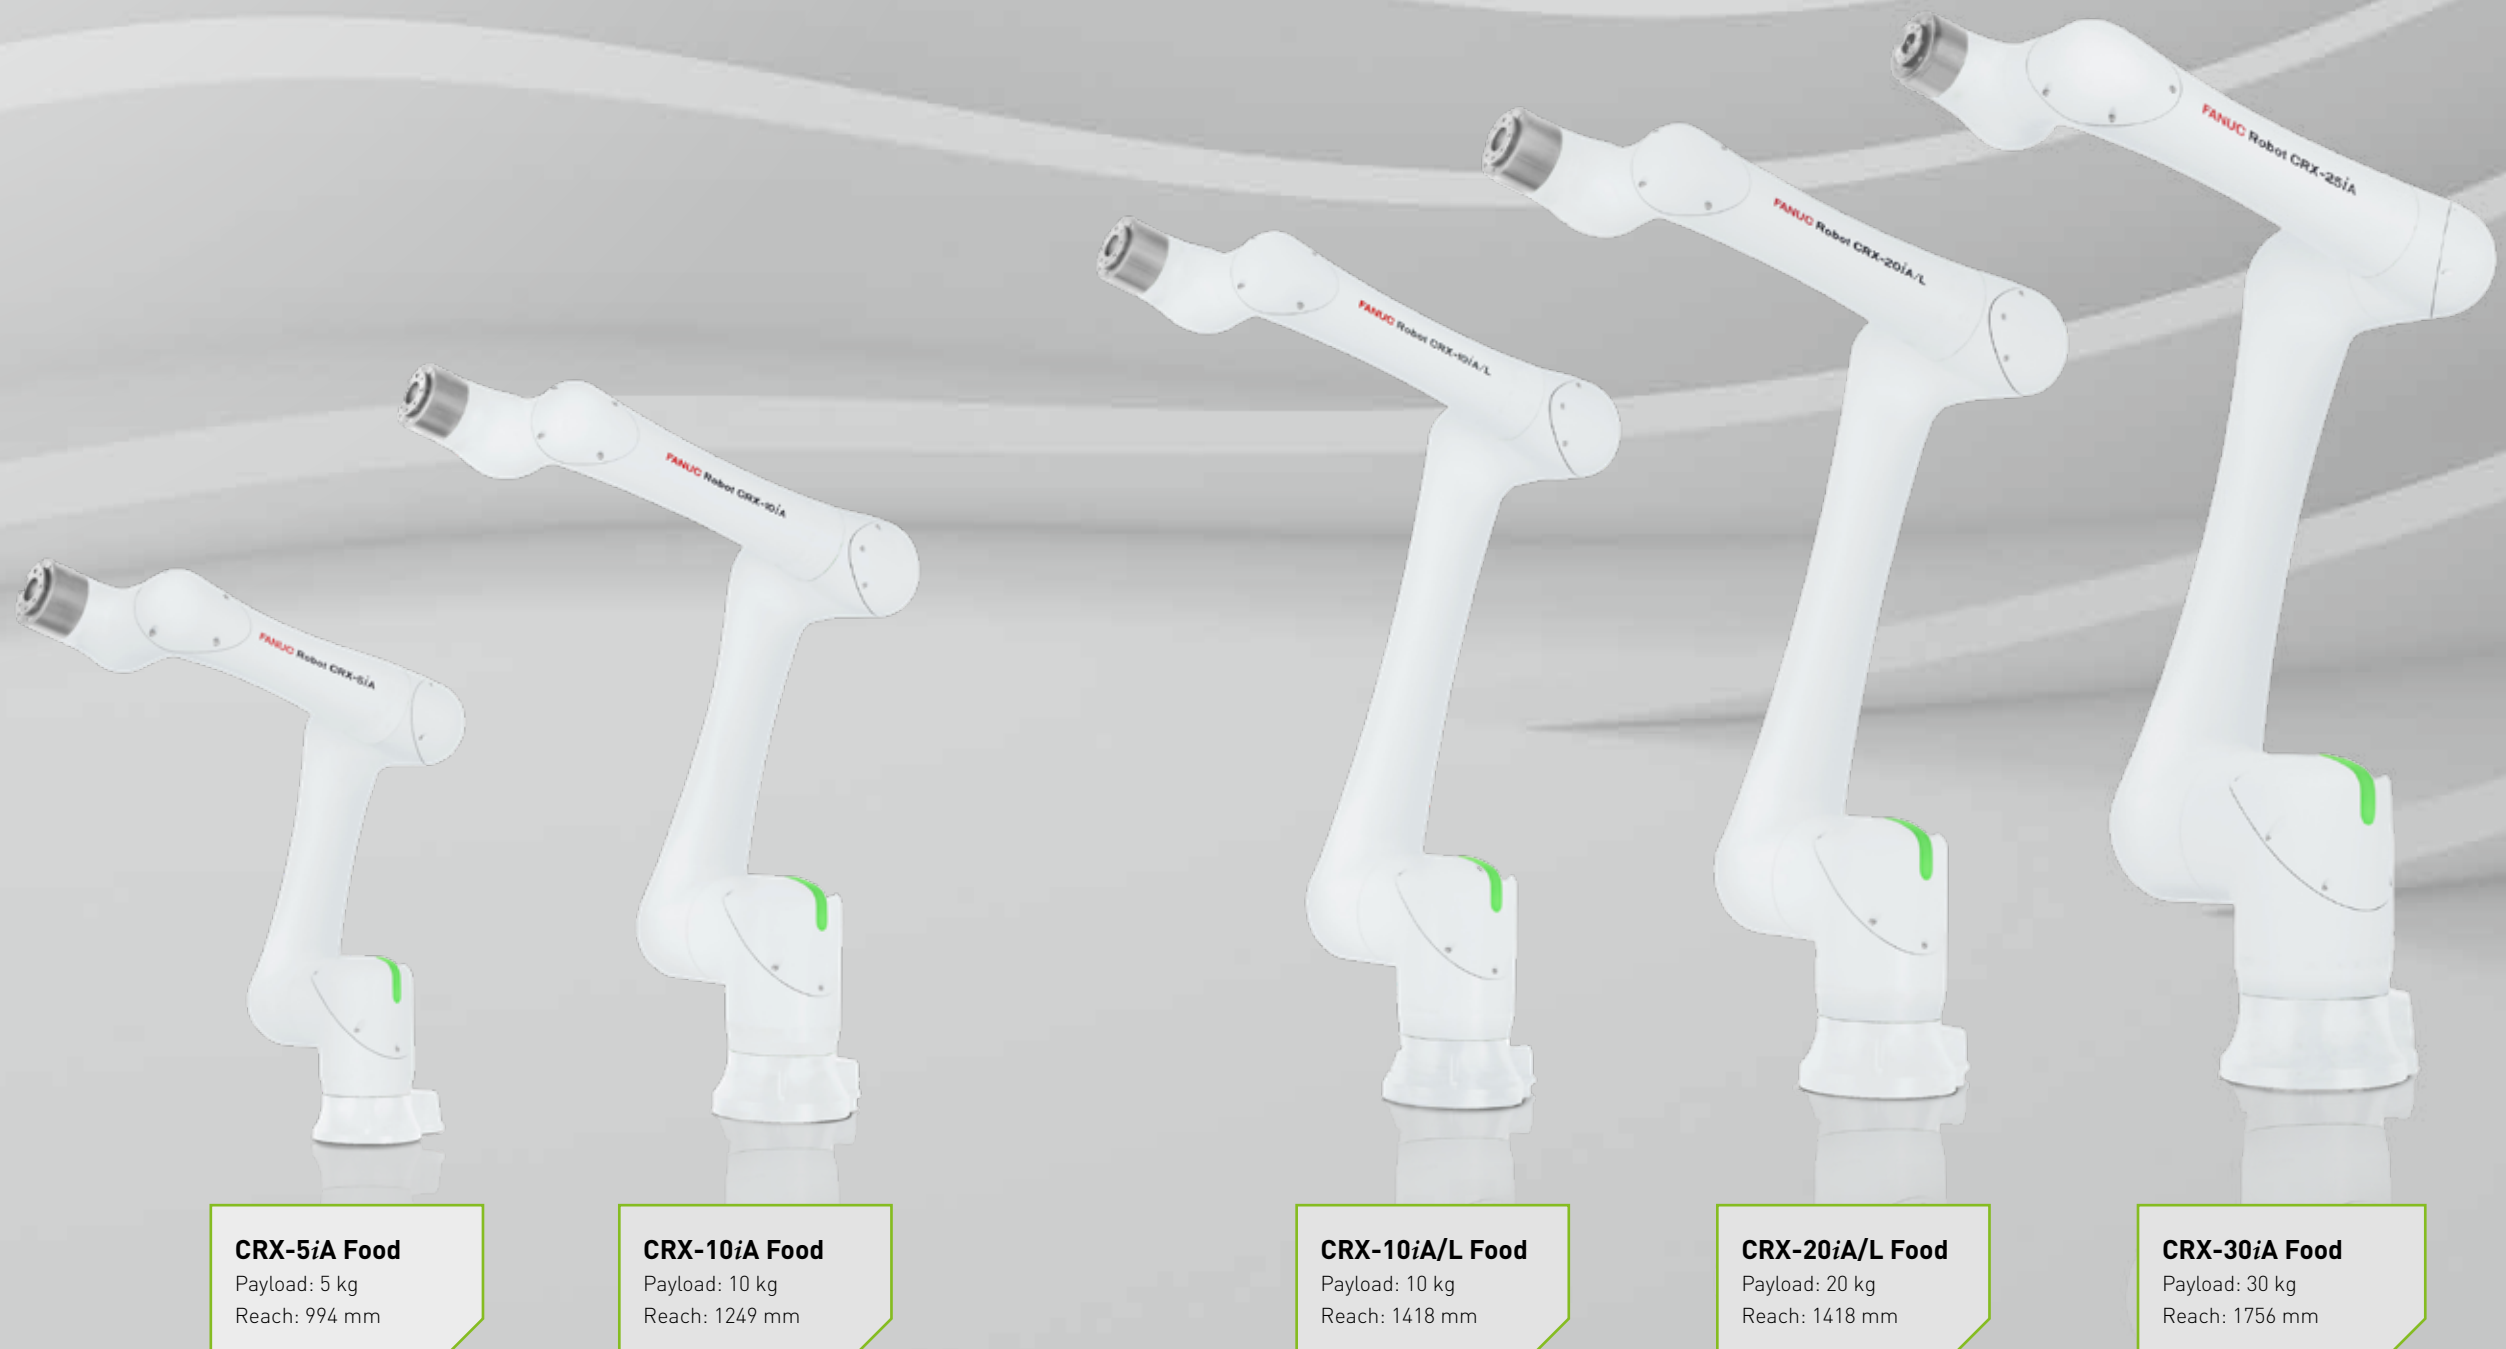 FANUC Robot CRX-5iA
FANUC Robot CRX-10iA
FANUC Robot CRX-10iA/L
FANUC Robot CRX-20iA/L
FANUC Robot CRX-25iA
CRX-5iA Food
Payload: 5 kg
Reach: 994 mm
CRX-10iA Food
Payload: 10 kg
Reach: 1249 mm
CRX-10iA/L Food
Payload: 10 kg
Reach: 1418 mm
CRX-20iA/L Food
Payload: 20 kg
Reach: 1418 mm
CRX-30iA Food
Payload: 30 kg
Reach: 1756 mm